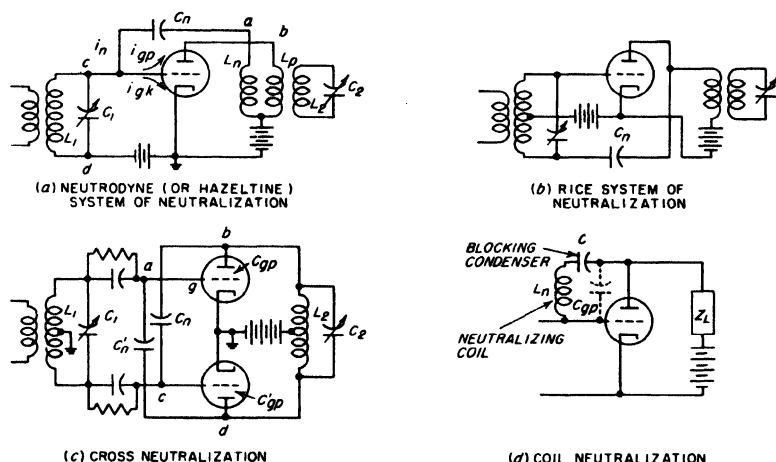 Cn
a
b
in
c
igp
igk
Ln
Lp
L2
C2
C1
L1
d
(a) NEUTRODYNE (OR HAZELTINE)
SYSTEM OF NEUTRALIZATION
Cn
(b) RICE SYSTEM OF
NEUTRALIZATION
b
Cgp
a
g
L1
C1
Cn
C'n
L2
C2
c
C'gp
d
(c) CROSS NEUTRALIZATION
BLOCKING
CONDENSER
c
Ln
Cgp
NEUTRALIZING
COIL
ZL
(d) COIL NEUTRALIZATION